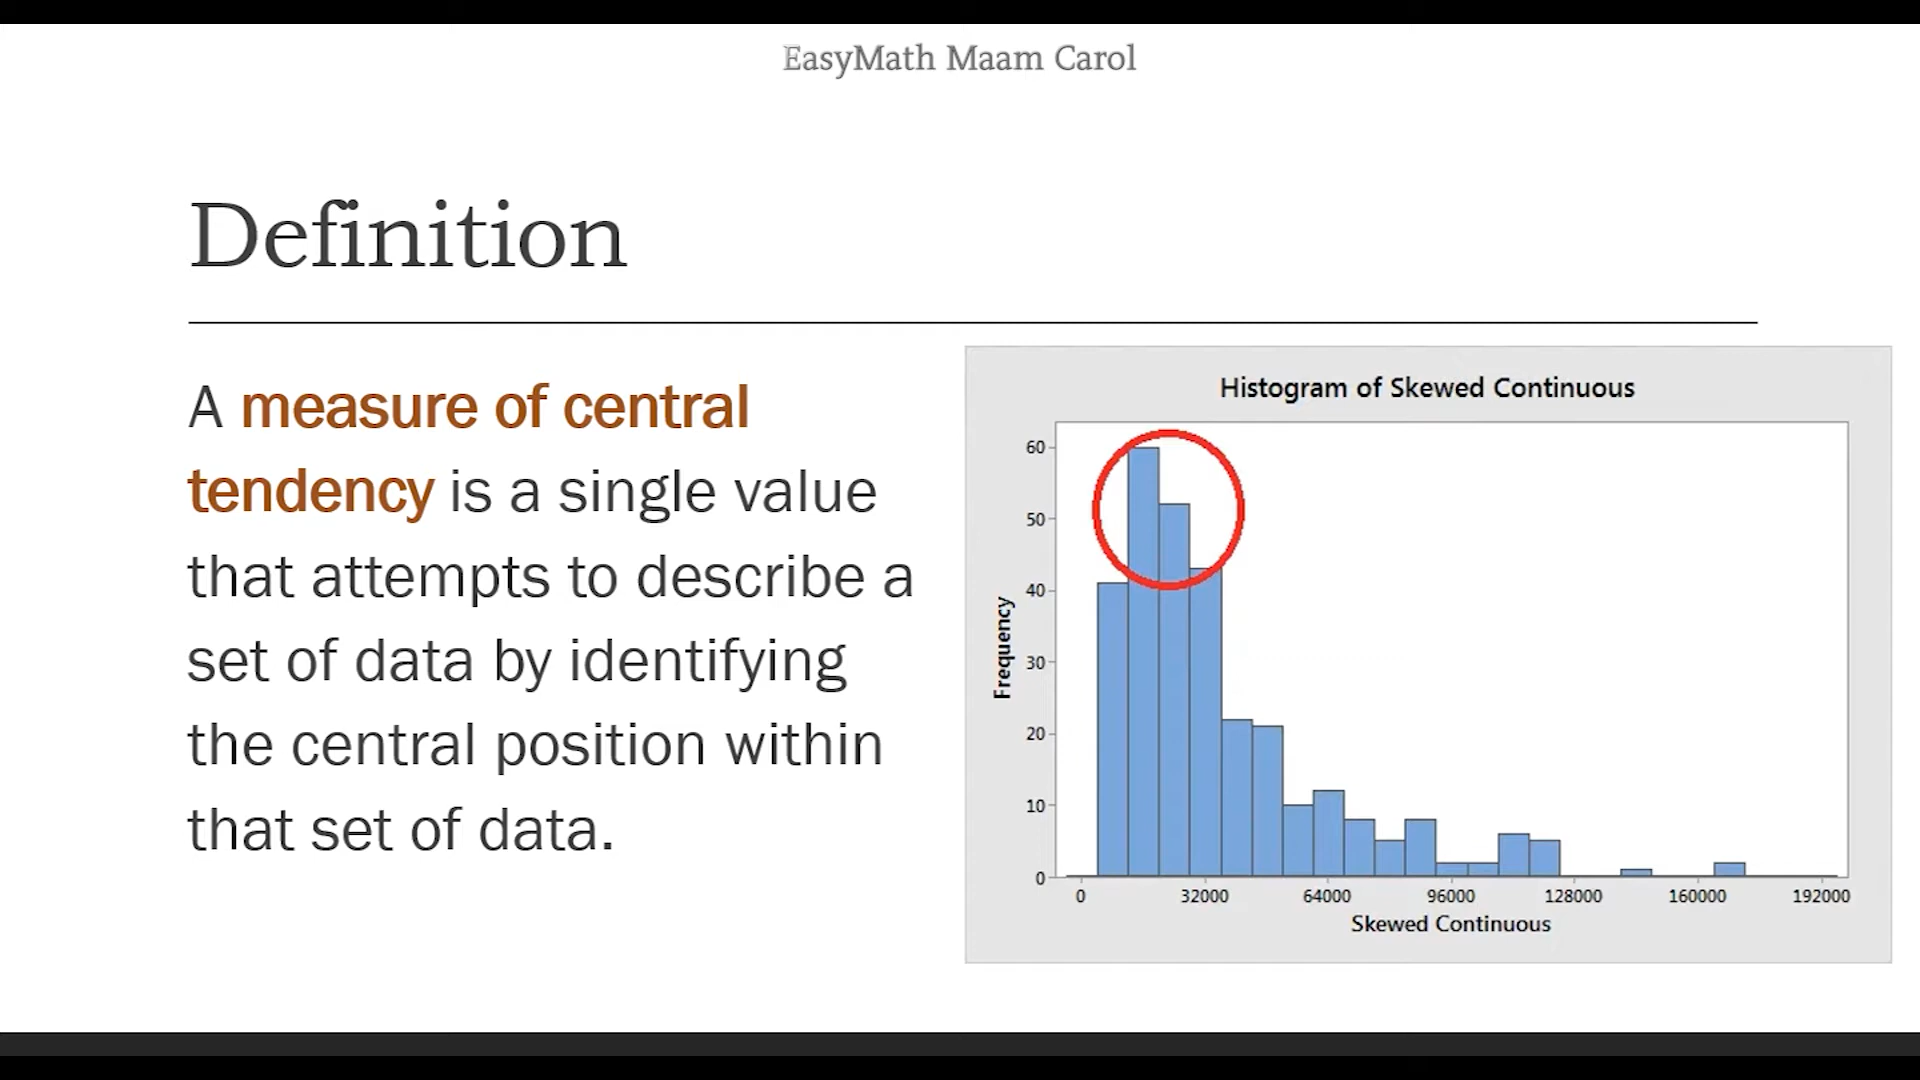 EasyMath Maam Carol
Definition
A measure of central
tendency is a single value
that attempts to describe a
set of data by identifying
the central position within
that set of data.
Histogram of Skewed Continuous
Frequency
60
50
40
30
20
10
0
0 32000 64000 96000 128000 160000 192000
Skewed Continuous